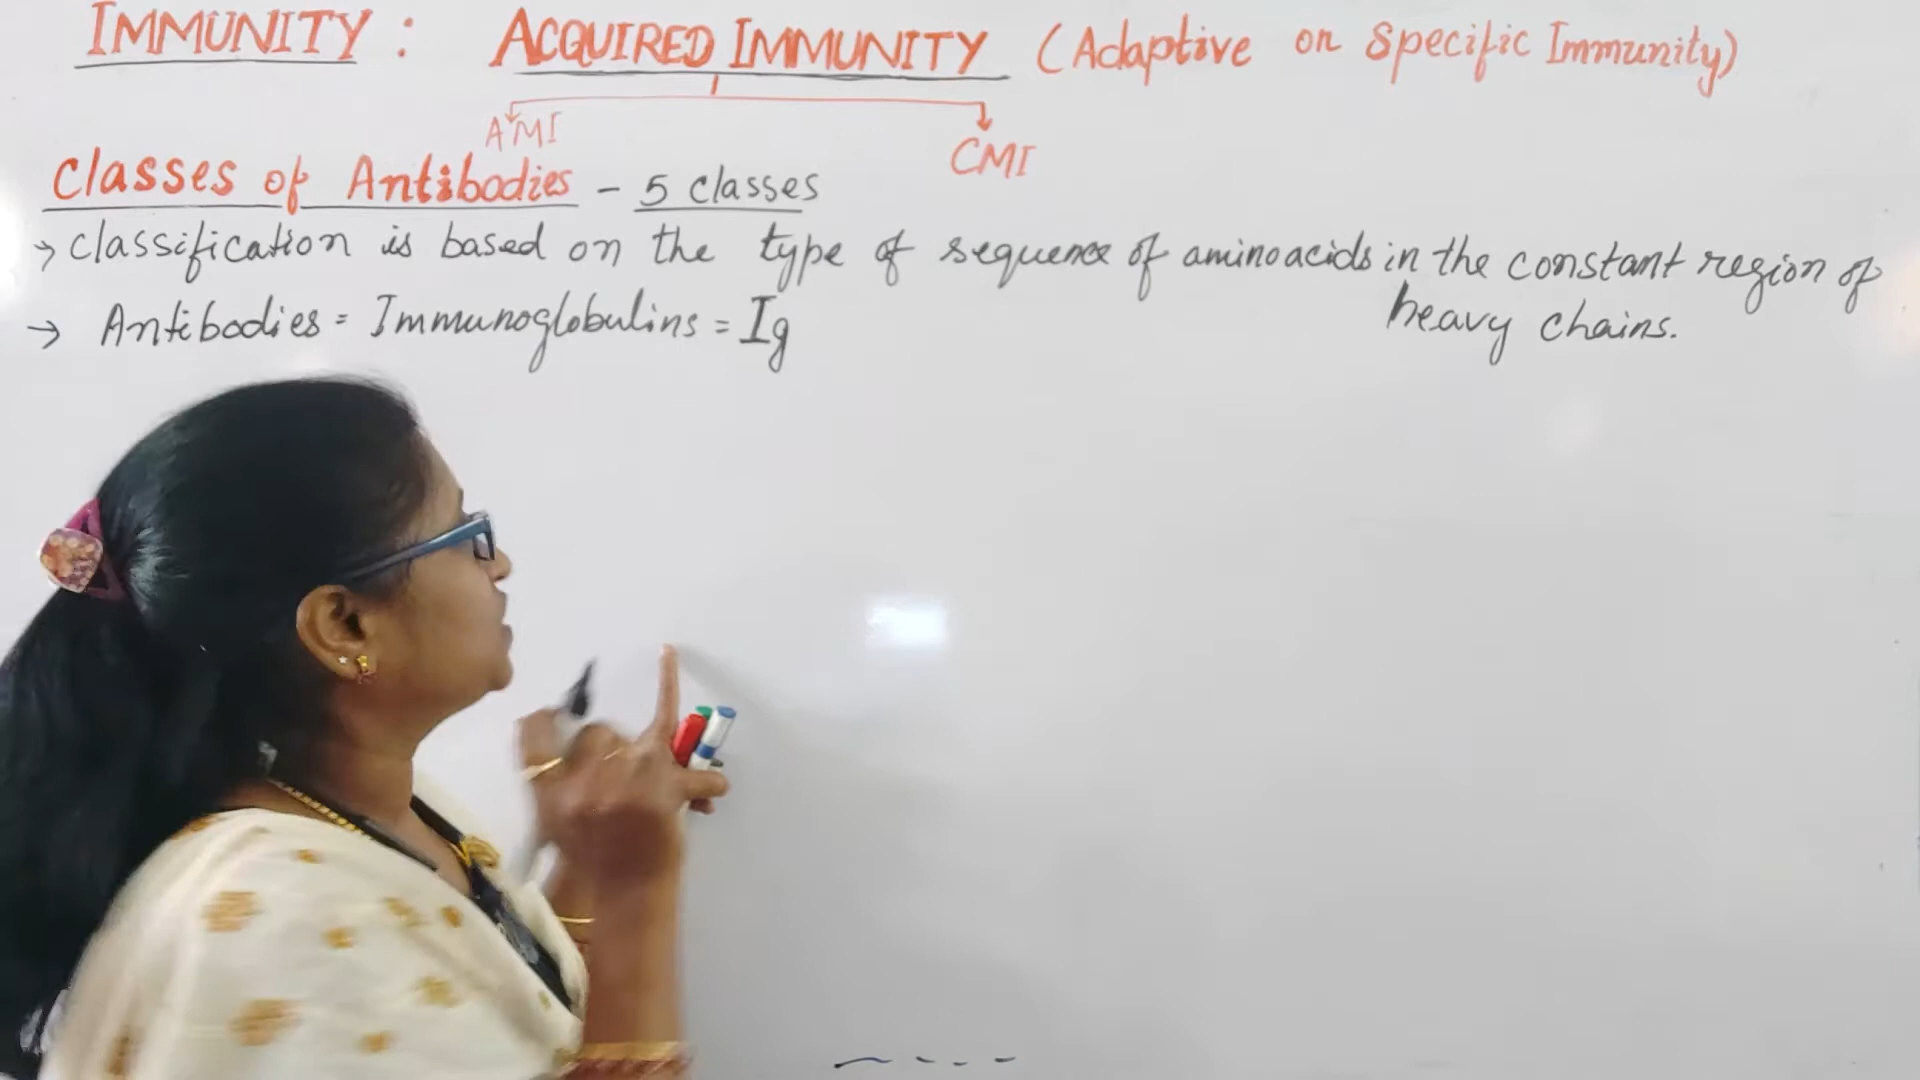 IMMUNITY : ACQUIRED IMMUNITY (Adaptive or Specific Immunity)
AMI
CMI
Classes of Antibodies - 5 classes
→ Classification is based on the type of sequence of aminoacids in the constant region of
heavy chains.
→ Antibodies = Immunoglobulins = Ig